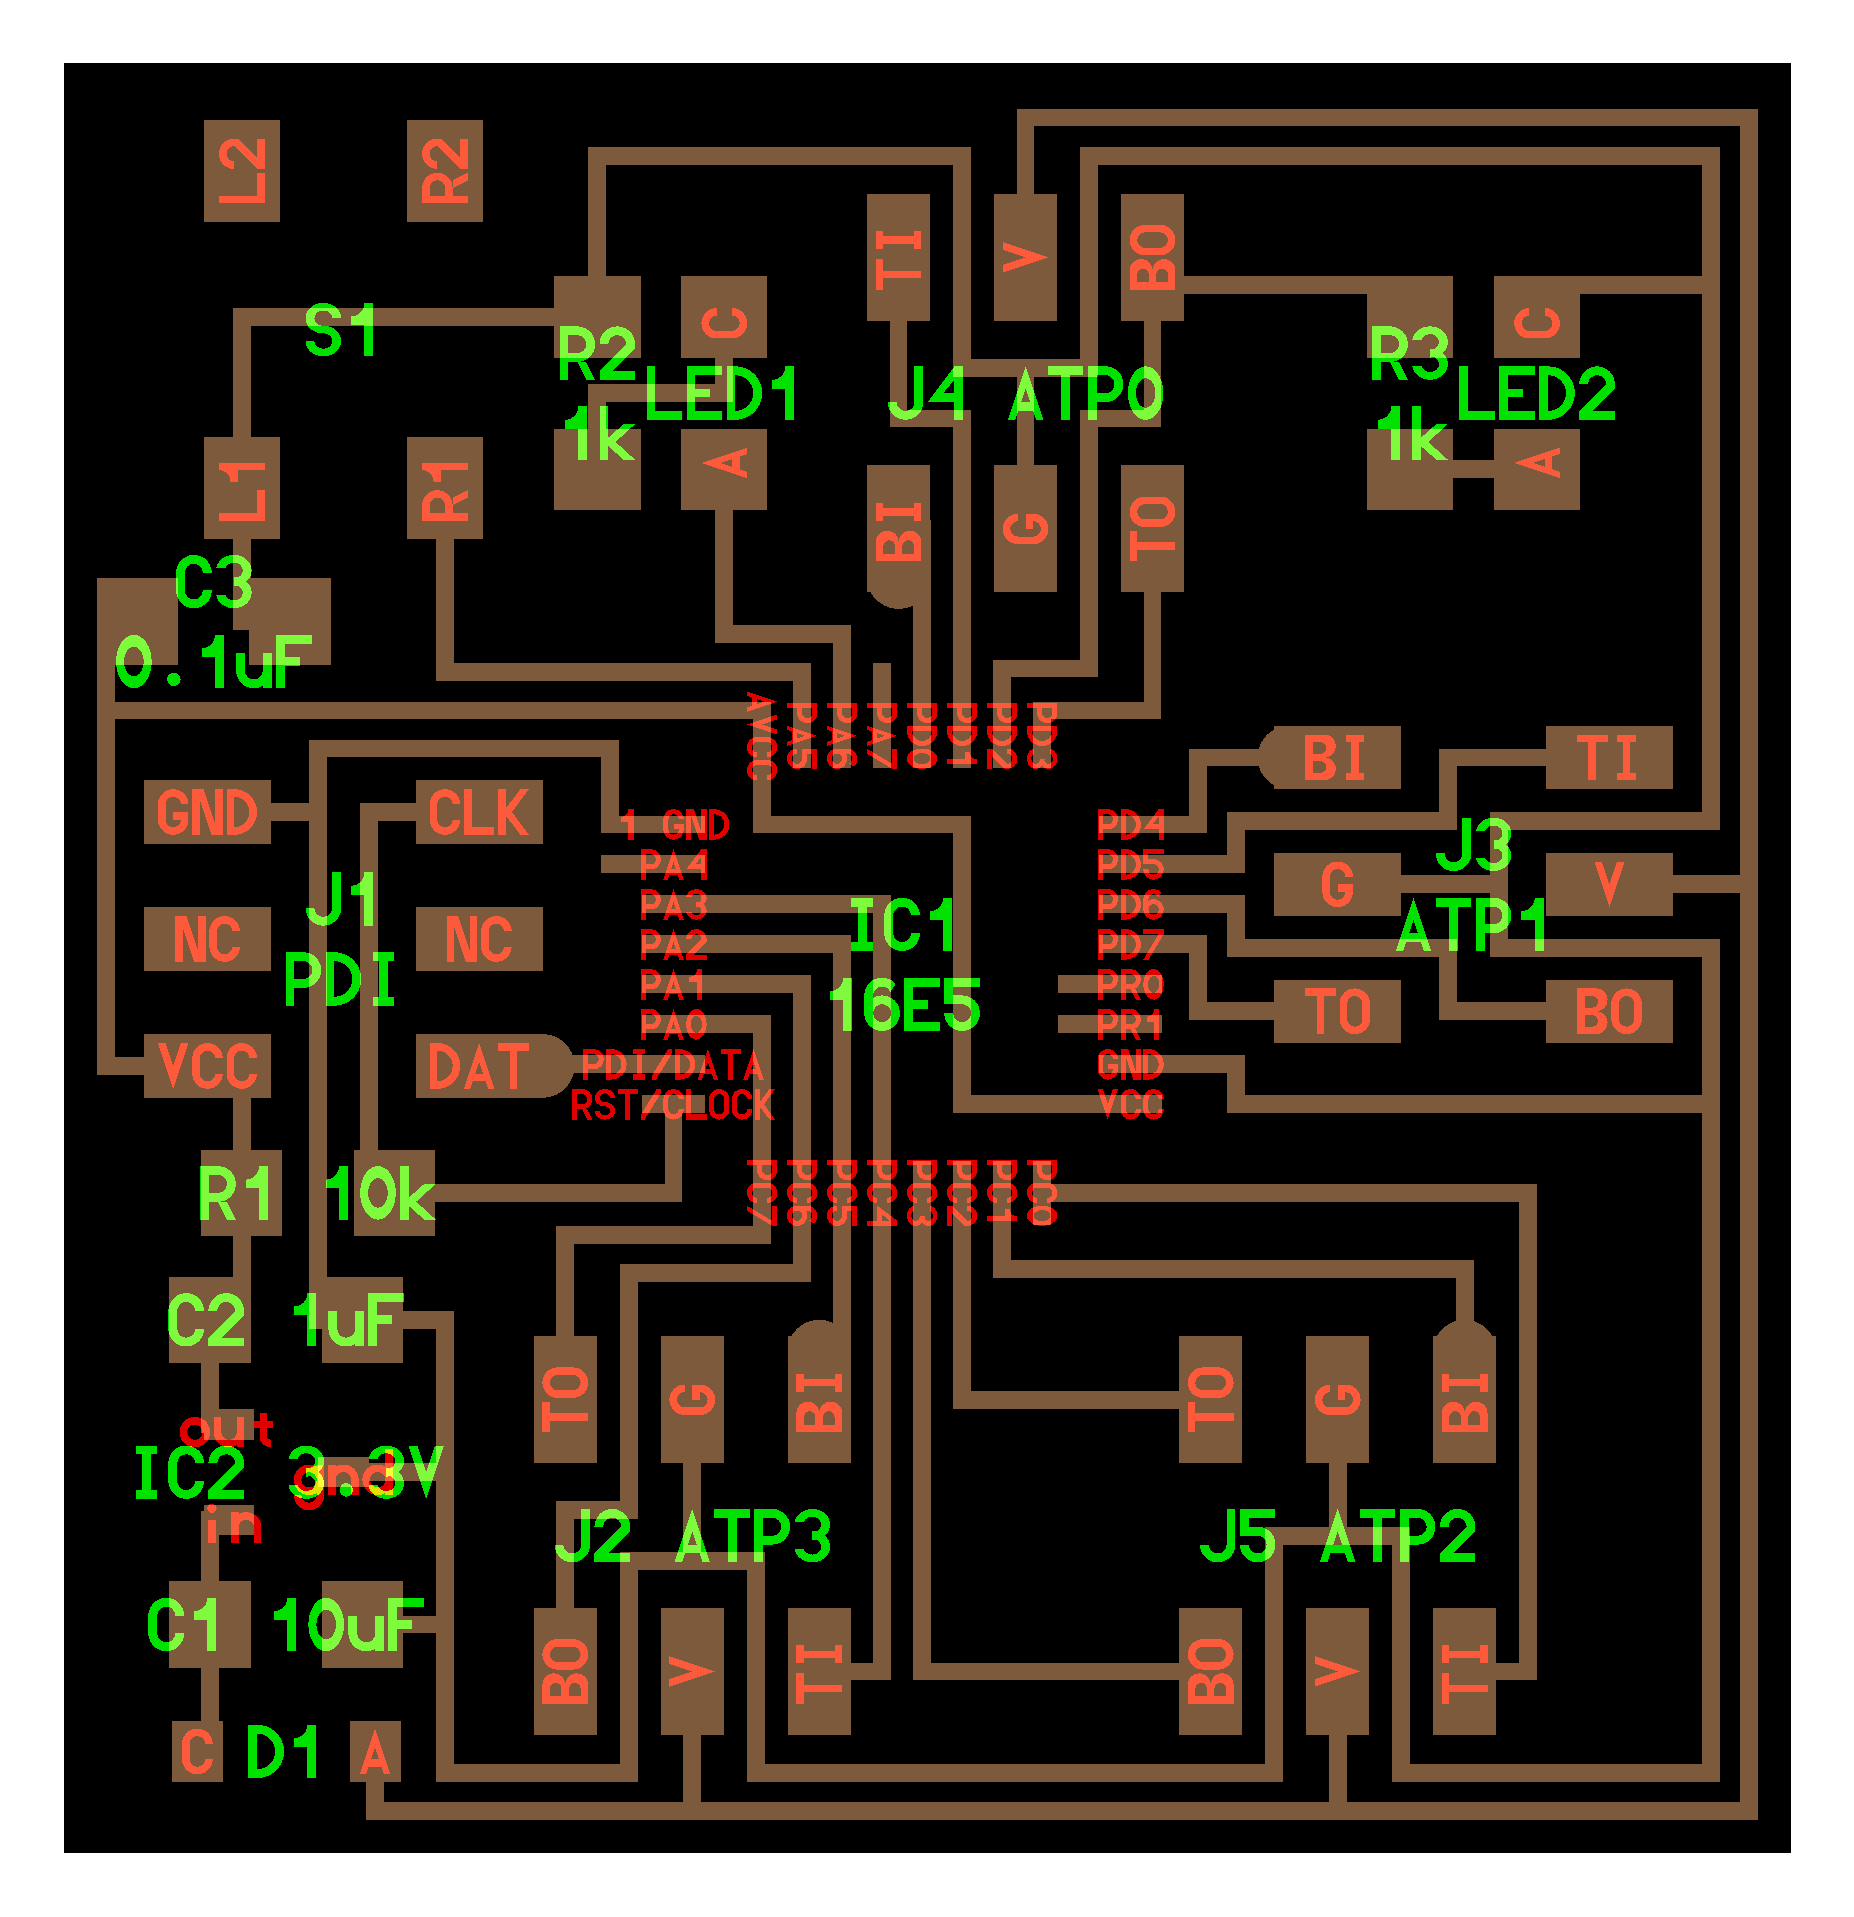 L2
R2
TI
V
BO
S1
C
C
R2
1k
LED1
J4 ATP0
R3
1k
LED2
L1
R1
A
A
BI
G
TO
C3
0.1uF
AVCC
PA5
PA6
PA7
PD0
PD1
PD2
PD3
BI
TI
GND
CLK
1 GND
PD4
J3
ATP1
PA4
PD5
G
V
J1
PDI
PA3
PD6
NC
NC
PA2
PD7
IC1
16E5
PA1
PR0
TO
BO
PA0
PR1
VCC
DAT
PDI/DATA
GND
RST/CLOCK
VCC
R1 10k
PC7
PC6
PC5
PC4
PC3
PC2
PC1
PC0
C2 1uF
TO
G
BI
TO
G
BI
out
IC2 3.3V
gnd
in
J2 ATP3
J5 ATP2
C1 10uF
BO
V
TI
BO
V
TI
C
D1
A